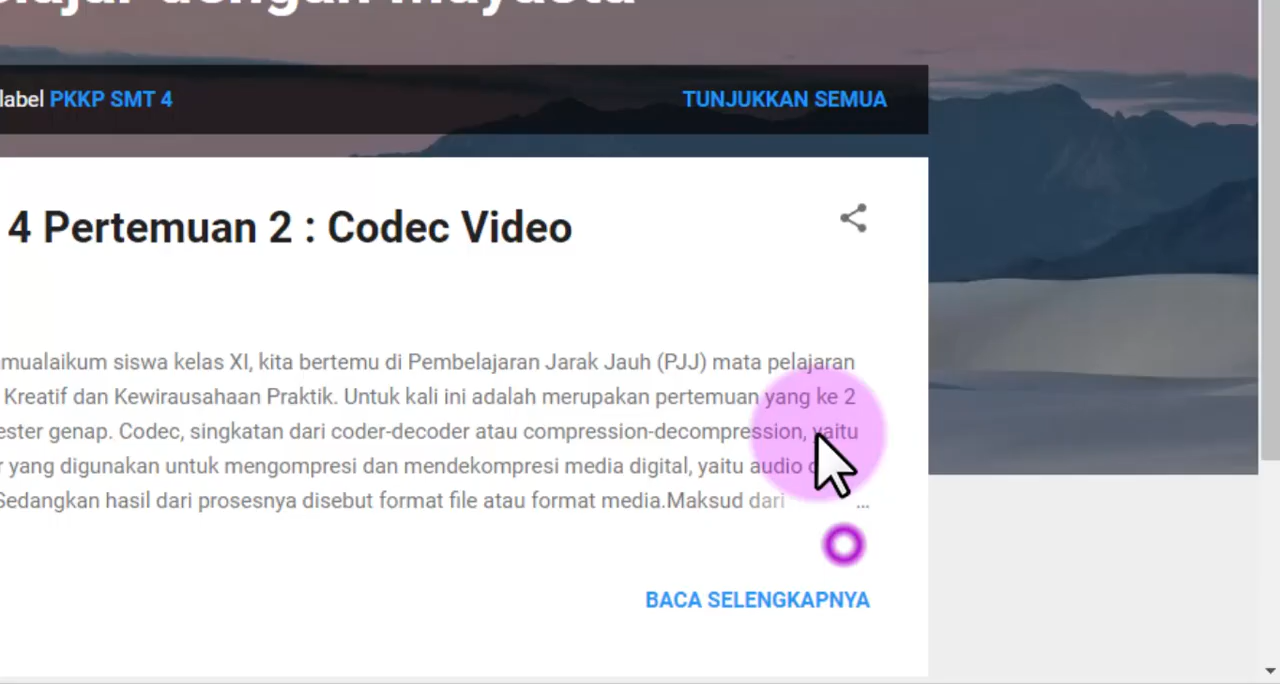 label PKKP SMT 4
TUNJUKKAN SEMUA
4 Pertemuan 2 : Codec Video
siswa kelas XI, kita bertemu di Pembelajaran Jarak Jauh (PJJ) mata pelajaran
Kreatif dan Kewirausahaan Praktik. Untuk kali ini adalah merupakan pertemuan yang ke 2
genap. Codec, singkatan dari coder-decoder atau compression-decompression, yaitu
yang digunakan untuk mengompresi dan mendekompresi media digital, yaitu audio
Sedangkan hasil dari prosesnya disebut format file atau format media.Maksud dari ...
BACA SELENGKAPNYA